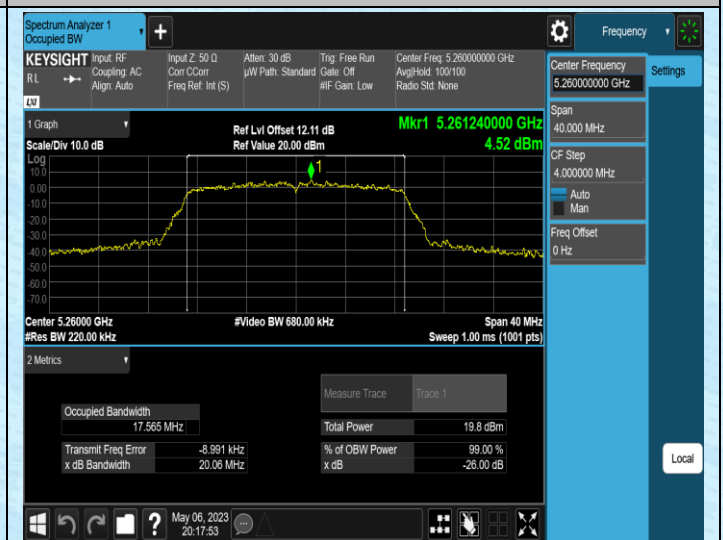 Spectrum Analyzer 1
Occupied BW
Frequency
KEYSIGHT
R L
LXI
Input: RF
Coupling: AC
Align: Auto
Input Z: 50 Ω
Corr CCorr
Freq Ref: Int (S)
Atten: 30 dB
µW Path: Standard
Trig: Free Run
Gate: Off
#IF Gain: Low
Center Freq: 5.260000000 GHz
Avg|Hold: 100/100
Radio Std: None
Center Frequency
5.260000000 GHz
Settings
Span
40.000 MHz
CF Step
4.000000 MHz
Auto
Man
Freq Offset
0 Hz
1 Graph
Scale/Div 10.0 dB
Ref Lvl Offset 12.11 dB
Ref Value 20.00 dBm
Mkr1 5.261240000 GHz
4.52 dBm
Log
10.0
0.00
-10.0
-20.0
-30.0
-40.0
-50.0
-60.0
-70.0
1
Center 5.26000 GHz
#Video BW 680.00 kHz
Span 40 MHz
#Res BW 220.00 kHz
Sweep 1.00 ms (1001 pts)
2 Metrics
Measure Trace
Trace 1
Occupied Bandwidth
17.565 MHz
Total Power
19.8 dBm
Transmit Freq Error
-8.991 kHz
% of OBW Power
99.00 %
x dB Bandwidth
20.06 MHz
x dB
-26.00 dB
Local
?
May 06, 2023
20:17:53